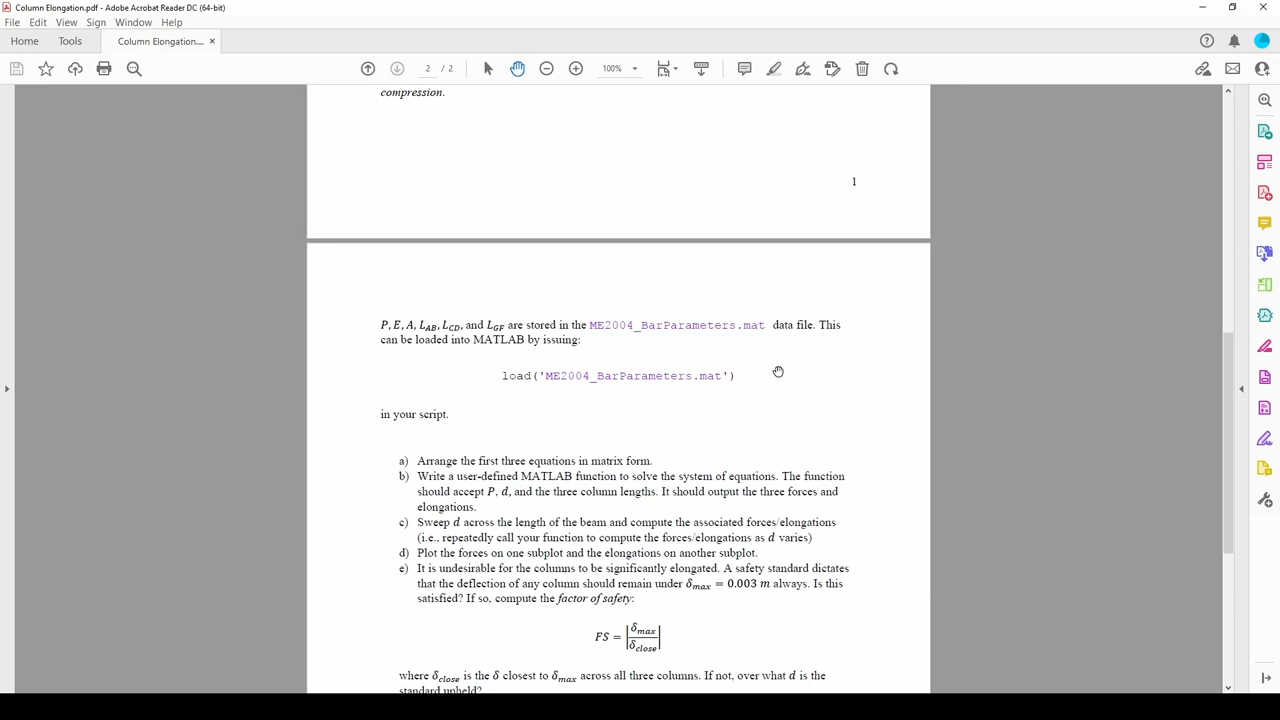 Column Elongation.pdf - Adobe Acrobat Reader DC (64-bit)
File Edit View Sign Window Help
Home Tools Column Elongation.... ×
2 / 2 100%
compression.
1
P, E, A, L_AB, L_CD, and L_GF are stored in the ME2004_BarParameters.mat data file. This
can be loaded into MATLAB by issuing:
load('ME2004_BarParameters.mat')
in your script.
a) Arrange the first three equations in matrix form.
b) Write a user-defined MATLAB function to solve the system of equations. The function
should accept P, d, and the three column lengths. It should output the three forces and
elongations.
c) Sweep d across the length of the beam and compute the associated forces/elongations
(i.e., repeatedly call your function to compute the forces/elongations as d varies)
d) Plot the forces on one subplot and the elongations on another subplot.
e) It is undesirable for the columns to be significantly elongated. A safety standard dictates
that the deflection of any column should remain under δ_max = 0.003 m always. Is this
satisfied? If so, compute the factor of safety:
FS = |δ_max / δ_close|
where δ_close is the δ closest to δ_max across all three columns. If not, over what d is the
standard upheld?